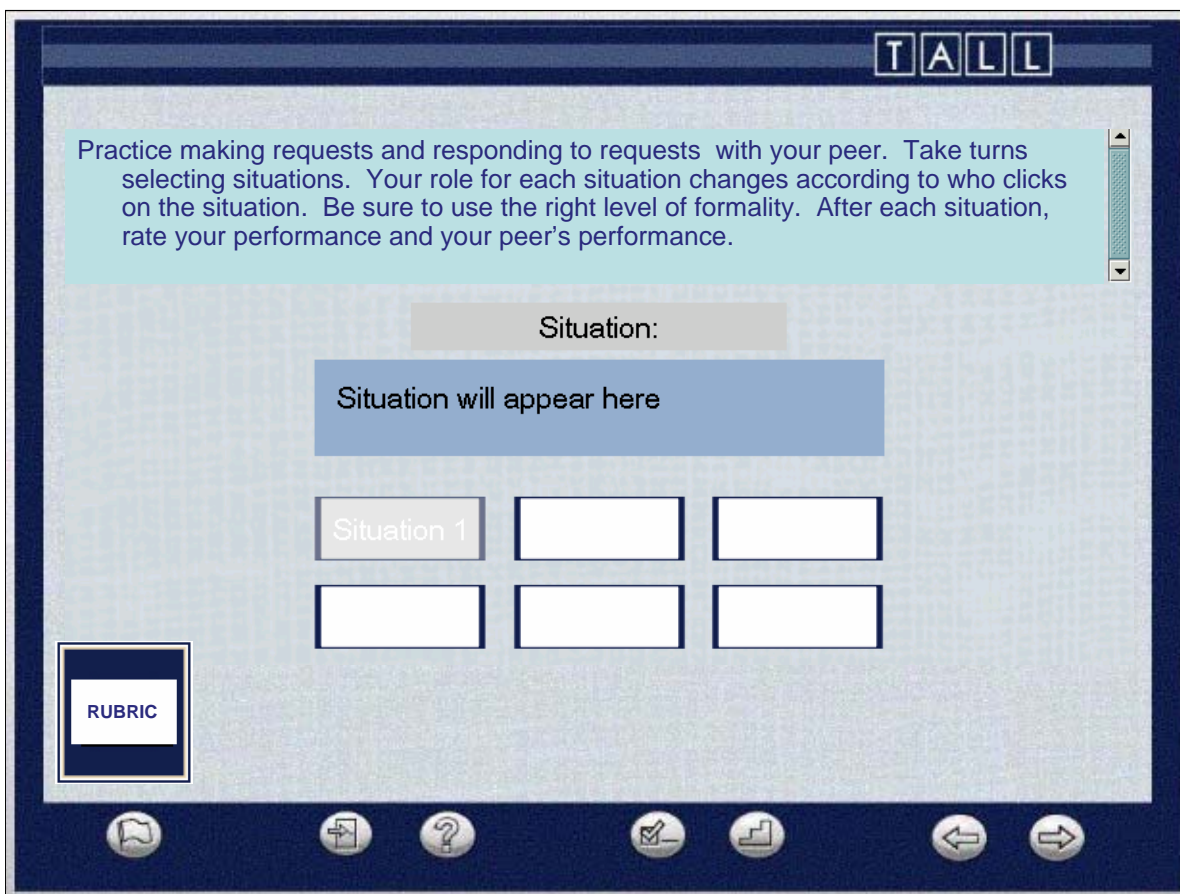 TALL
Practice making requests and responding to requests  with your peer.  Take turns
selecting situations.  Your role for each situation changes according to who clicks
on the situation.  Be sure to use the right level of formality.  After each situation,
rate your performance and your peer's performance.
Situation:
Situation will appear here
Situation 1
RUBRIC